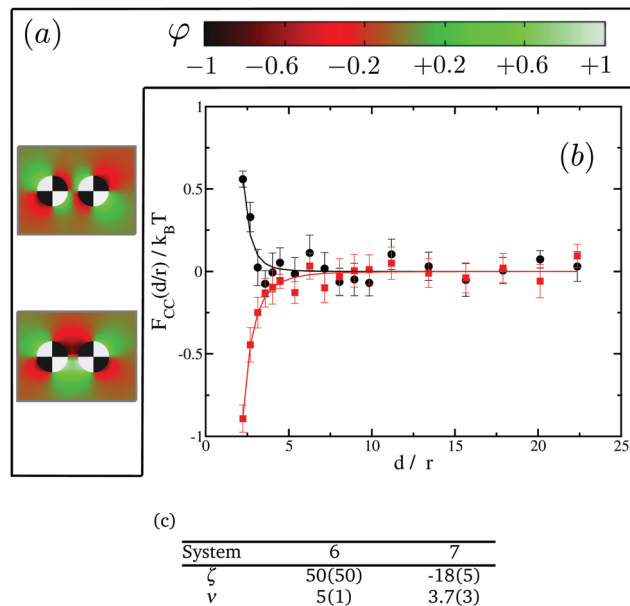 (a)
φ
−1 −0.6 −0.2 +0.2 +0.6 +1
(b)
F_CC(d/r) / k_B T
1
0.5
0
-0.5
-1
0 5 10 15 20 25
d / r
(c)
System 6 7
ζ 50(50) -18(5)
ν 5(1) 3.7(3)